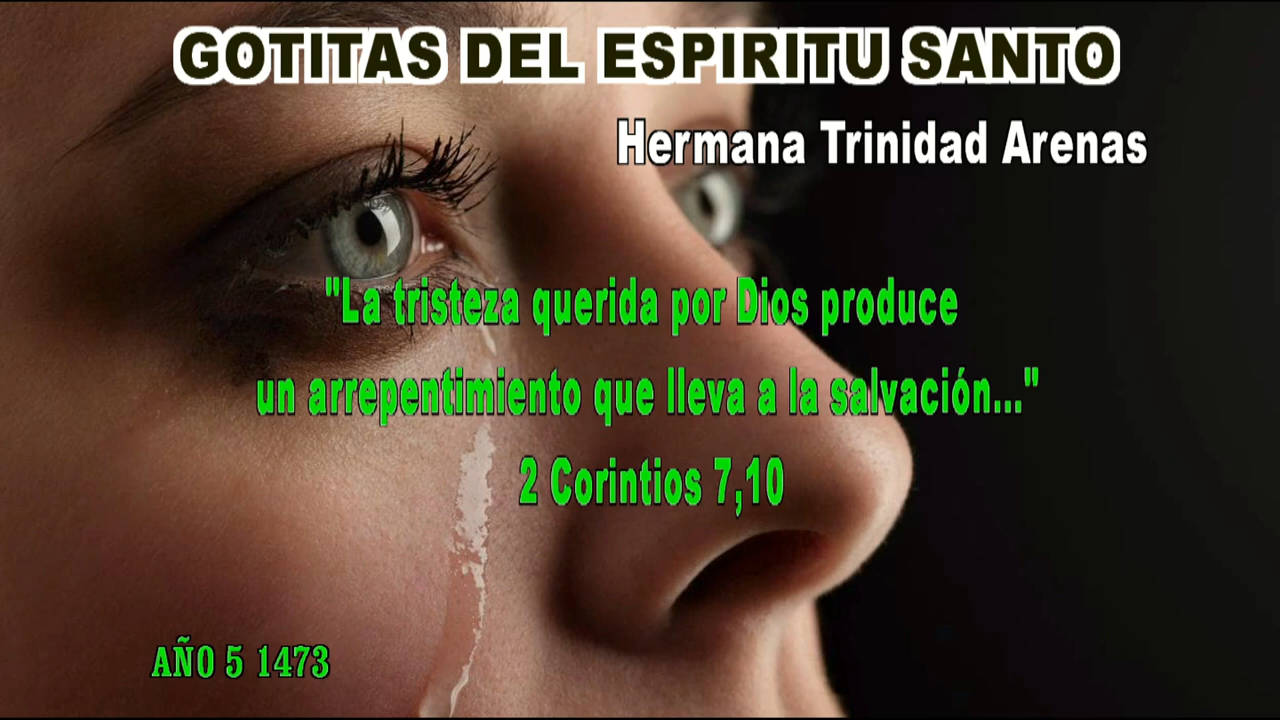 GOTITAS DEL ESPIRITU SANTO
Hermana Trinidad Arenas
"La tristeza querida por Dios produce
un arrepentimiento que lleva a la salvación..."
2 Corintios 7,10
AÑO 5 1473